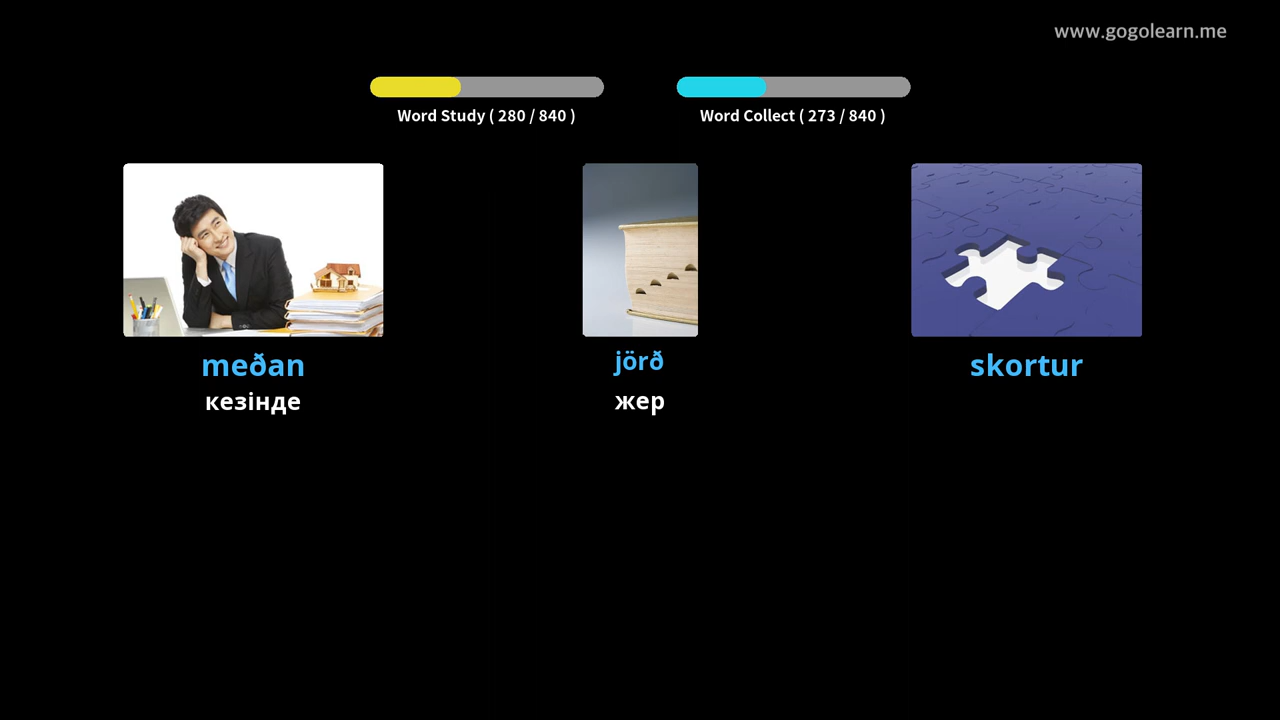 www.gogolearn.me
Word Study ( 280 / 840 )
Word Collect ( 273 / 840 )
meðan
кезінде
jörð
жер
skortur